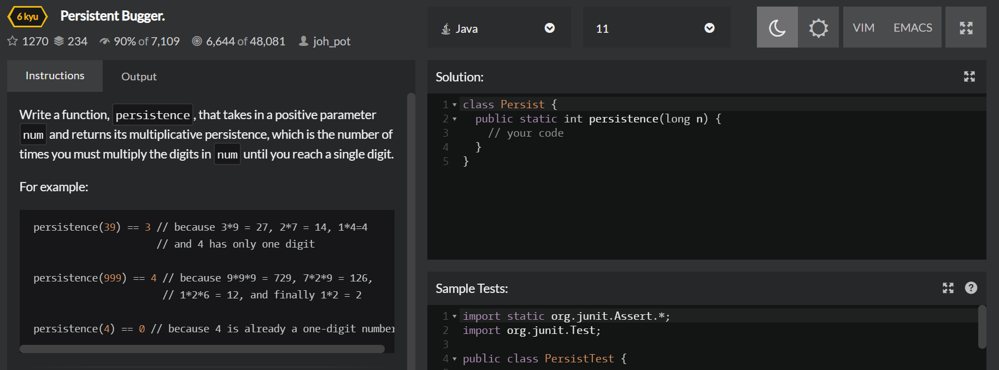 6 kyu Persistent Bugger.
1270 234 90% of 7,109 6,644 of 48,081 joh_pot
Java 11 VIM EMACS
Instructions Output
Write a function, persistence, that takes in a positive parameter
num and returns its multiplicative persistence, which is the number of
times you must multiply the digits in num until you reach a single digit.
For example:
persistence(39) == 3 // because 3*9 = 27, 2*7 = 14, 1*4=4
// and 4 has only one digit
persistence(999) == 4 // because 9*9*9 = 729, 7*2*9 = 126,
// 1*2*6 = 12, and finally 1*2 = 2
persistence(4) == 0 // because 4 is already a one-digit number
Solution:
1 class Persist {
2 public static int persistence(long n) {
3 // your code
4 }
5 }
Sample Tests:
?
1 import static org.junit.Assert.*;
2 import org.junit.Test;
3
4 public class PersistTest {